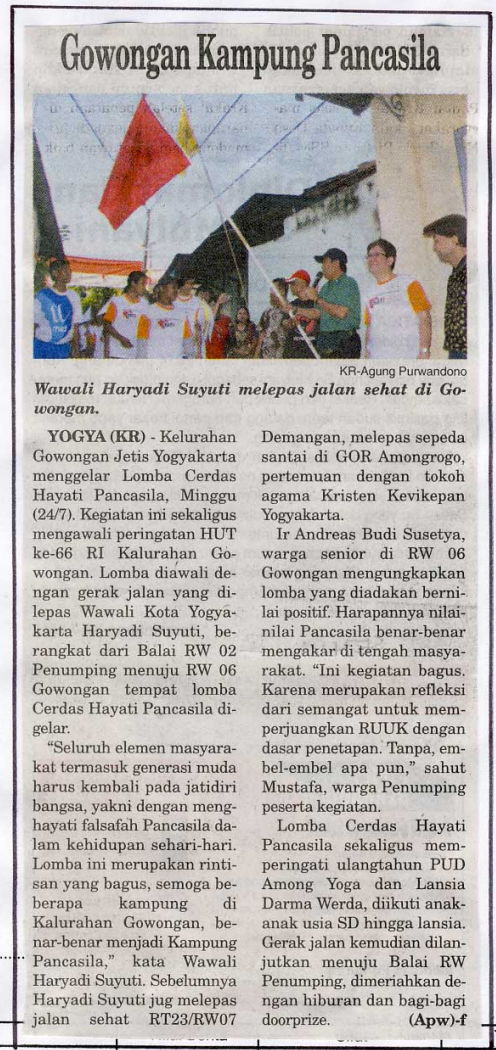 Gowongan Kampung Pancasila
KR-Agung Purwandono
Wawali Haryadi Suyuti melepas jalan sehat di Go-
wongan.
YOGYA (KR) - Kelurahan
Gowongan Jetis Yogyakarta
menggelar Lomba Cerdas
Hayati Pancasila, Minggu
(24/7). Kegiatan ini sekaligus
mengawali peringatan HUT
ke-66 RI Kalurahan Go-
wongan. Lomba diawali de-
ngan gerak jalan yang di-
lepas Wawali Kota Yogya-
karta Haryadi Suyuti, be-
rangkat dari Balai RW 02
Penumping menuju RW 06
Gowongan tempat lomba
Cerdas Hayati Pancasila di-
gelar.
"Seluruh elemen masyara-
kat termasuk generasi muda
harus kembali pada jatidiri
bangsa, yakni dengan meng-
hayati falsafah Pancasila da-
lam kehidupan sehari-hari.
Lomba ini merupakan rinti-
san yang bagus, semoga be-
berapa kampung di
Kalurahan Gowongan, be-
nar-benar menjadi Kampung
Pancasila," kata Wawali
Haryadi Suyuti. Sebelumnya
Haryadi Suyuti jug melepas
jalan sehat RT23/RW07
Demangan, melepas sepeda
santai di GOR Amongrogo,
pertemuan dengan tokoh
agama Kristen Kevikepan
Yogyakarta.
Ir Andreas Budi Susetya,
warga senior di RW 06
Gowongan mengungkapkan
lomba yang diadakan berni-
lai positif. Harapannya nilai-
nilai Pancasila benar-benar
mengakar di tengah masya-
rakat. "Ini kegiatan bagus.
Karena merupakan refleksi
dari semangat untuk mem-
perjuangkan RUUK dengan
dasar penetapan. Tanpa, em-
bel-embel apa pun," sahut
Mustafa, warga Penumping
peserta kegiatan.
Lomba Cerdas Hayati
Pancasila sekaligus mem-
peringati ulangtahun PUD
Among Yoga dan Lansia
Darma Werda, diikuti anak-
anak usia SD hingga lansia.
Gerak jalan kemudian dilan-
jutkan menuju Balai RW
Penumping, dimeriahkan de-
ngan hiburan dan bagi-bagi
doorprize. (Apw)-f